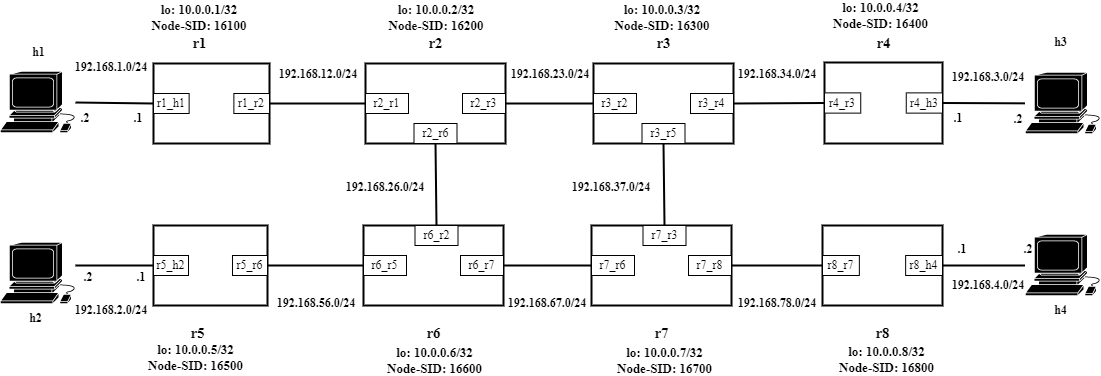 lo: 10.0.0.1/32
Node-SID: 16100
r1
lo: 10.0.0.2/32
Node-SID: 16200
r2
lo: 10.0.0.3/32
Node-SID: 16300
r3
lo: 10.0.0.4/32
Node-SID: 16400
r4
h1
h3
192.168.1.0/24
192.168.12.0/24
192.168.23.0/24
192.168.34.0/24
192.168.3.0/24
.2
.1
r1_h1
r1_r2
r2_r1
r2_r3
r2_r6
r3_r2
r3_r4
r3_r5
r4_r3
r4_h3
.1
.2
192.168.26.0/24
192.168.37.0/24
.2
.1
r5_h2
r5_r6
r6_r2
r6_r5
r6_r7
r7_r3
r7_r6
r7_r8
r8_r7
r8_h4
.1
.2
192.168.2.0/24
192.168.56.0/24
192.168.67.0/24
192.168.78.0/24
192.168.4.0/24
h2
h4
r5
lo: 10.0.0.5/32
Node-SID: 16500
r6
lo: 10.0.0.6/32
Node-SID: 16600
r7
lo: 10.0.0.7/32
Node-SID: 16700
r8
lo: 10.0.0.8/32
Node-SID: 16800